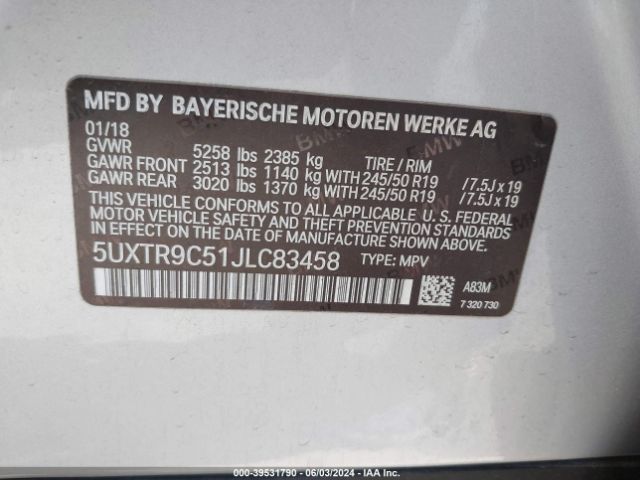 MFD BY BAYERISCHE MOTOREN WERKE AG
01/18
GVWR 5258 lbs 2385 kg TIRE / RIM
GAWR FRONT 2513 lbs 1140 kg WITH 245/50 R19 / 7.5J x 19
GAWR REAR 3020 lbs 1370 kg WITH 245/50 R19 / 7.5J x 19
THIS VEHICLE CONFORMS TO ALL APPLICABLE U. S. FEDERAL
MOTOR VEHICLE SAFETY AND THEFT PREVENTION STANDARDS
IN EFFECT ON THE DATE OF MANUFACTURE SHOWN ABOVE.
5UXTR9C51JLC83458 TYPE: MPV
A83M
7 320 730
000-39531790 - 06/03/2024 - IAA Inc.